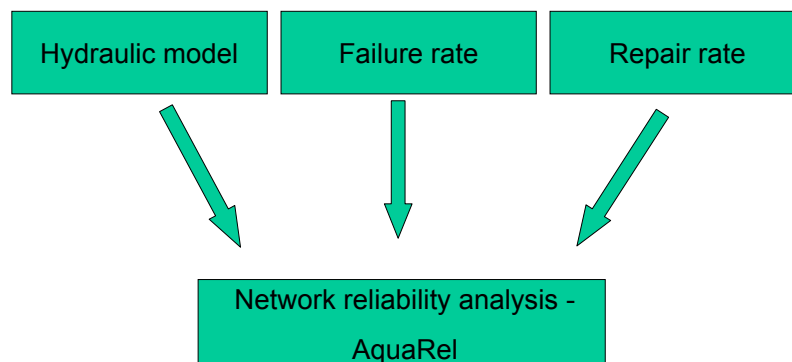 Hydraulic model
Failure rate
Repair rate
Network reliability analysis -
AquaRel